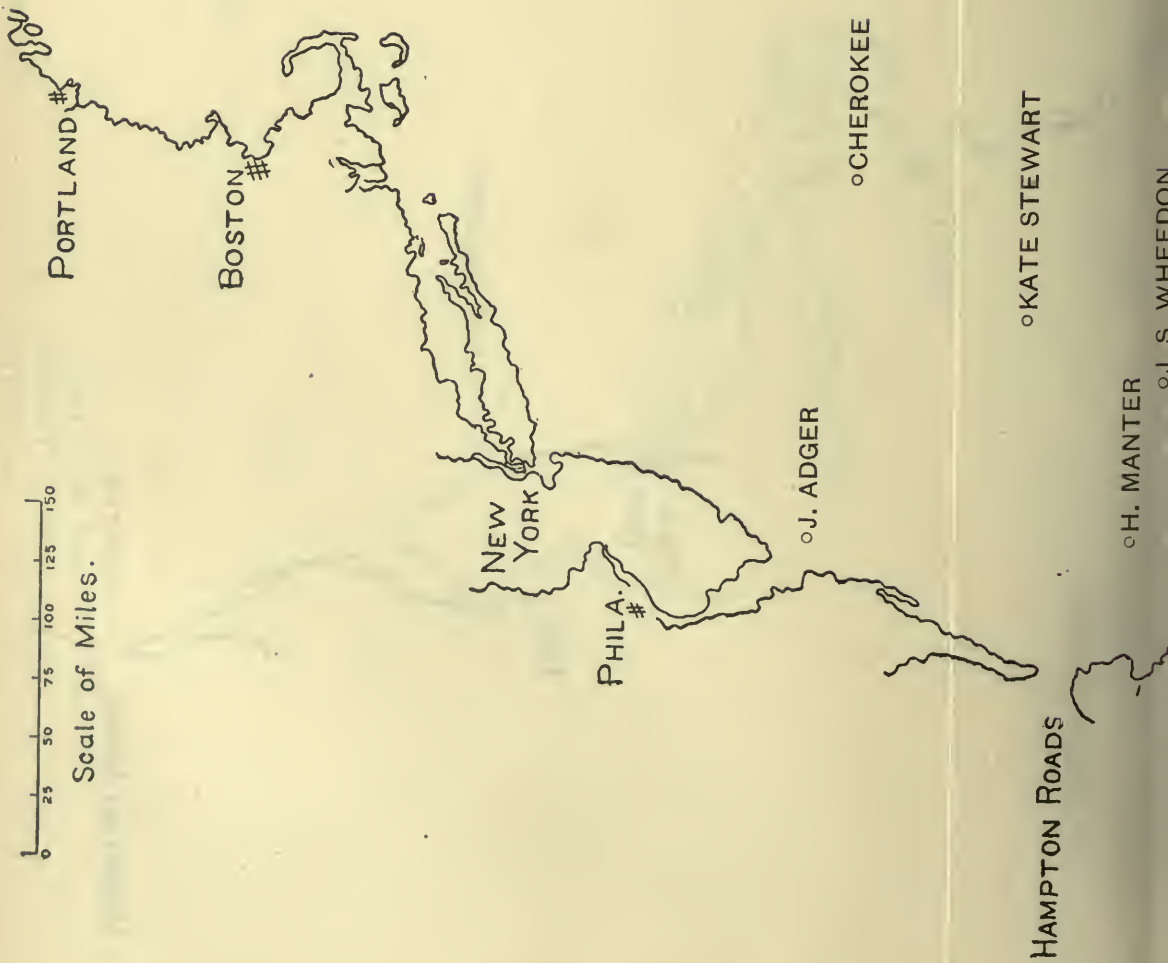 PORTLAND
BOSTON
NEW
YORK
PHILA.
HAMPTON ROADS
0 25 50 75 100 125 150
Scale of Miles.
CHEROKEE
KATE STEWART
J. ADGER
H. MANTER
J. S. WHEEDON